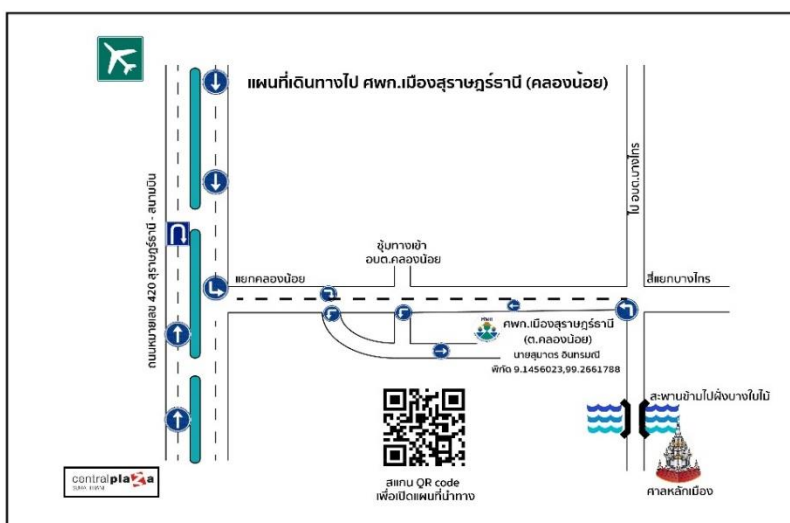 แผนที่เดินทางไป ศพก.เมืองสุราษฎร์ธานี (คลองน้อย)
ถนนหมายเลข 420 สุราษฎร์ธานี - สนามบิน
ไป อบต.บางไทร
ซุ้มทางเข้า
อบต.คลองน้อย
แยกคลองน้อย
สี่แยกบางไทร
ศพก.เมืองสุราษฎร์ธานี
(ต.คลองน้อย)
นายสุมาตร อินทรมณี
พิกัด 9.1456023,99.2661788
สะพานข้ามไปฝั่งบางใบไม้
ศาลหลักเมือง
สแกน QR code
เพื่อเปิดแผนที่นำทาง
centralplaza
SURAT THANI